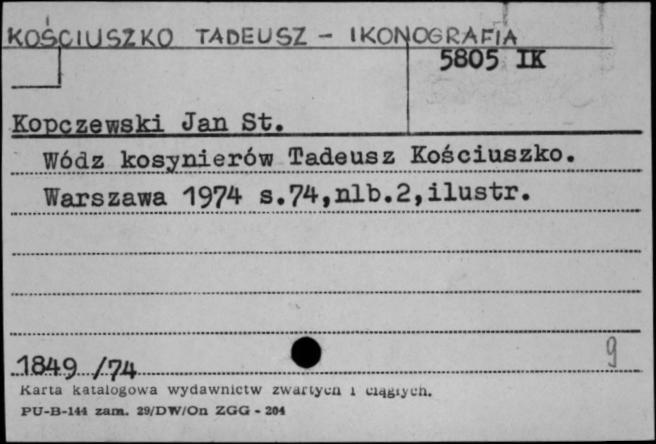 KOŚCIUSZKO TADEUSZ - IKONOGRAFIA
5805 IK
Kopczewski Jan St.
Wódz kosynierów Tadeusz Kościuszko.
Warszawa 1974 s.74,nlb.2,ilustr.
1849 /74
9
Karta katalogowa wydawnictw zwartych i ciągłych.
PU-B-144 zam. 29/DW/On ZGG - 204